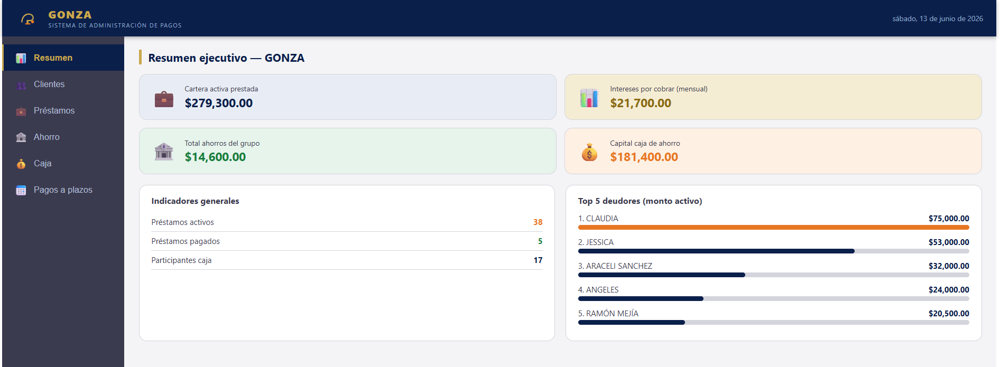 GONZA
SISTEMA DE ADMINISTRACIÓN DE PAGOS
sábado, 13 de junio de 2026
Resumen
Clientes
Préstamos
Ahorro
Caja
Pagos a plazos
Resumen ejecutivo — GONZA
Cartera activa prestada
$279,300.00
Intereses por cobrar (mensual)
$21,700.00
Total ahorros del grupo
$14,600.00
Capital caja de ahorro
$181,400.00
Indicadores generales
Préstamos activos 38
Préstamos pagados 5
Participantes caja 17
Top 5 deudores (monto activo)
1. CLAUDIA $75,000.00
2. JESSICA $53,000.00
3. ARACELI SANCHEZ $32,000.00
4. ANGELES $24,000.00
5. RAMÓN MEJÍA $20,500.00